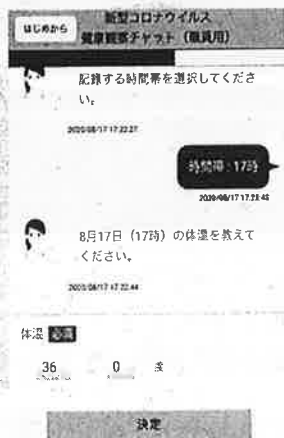 はじめから
新型コロナウイルス
健康観察チャット（職員用）
記録する時間帯を選択してくださ
い。
2020/08/17 17:22:27
時間帯：17時
2020/08/17 17:22:43
8月17日（17時）の体温を教えて
ください。
2020/08/17 17:22:44
体温 必須
36 0 度
決定